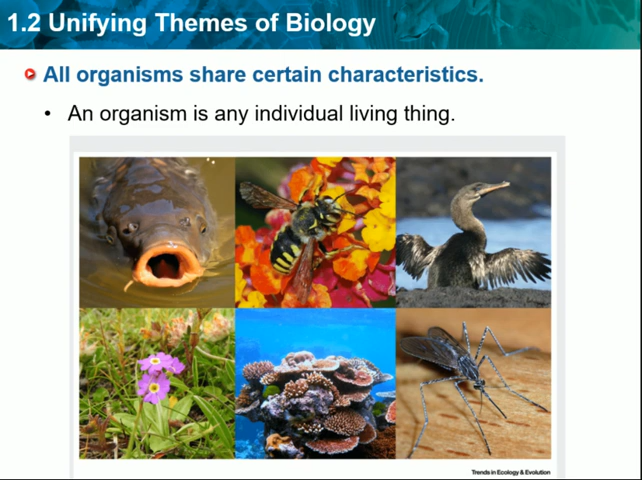 1.2 Unifying Themes of Biology
All organisms share certain characteristics.
• An organism is any individual living thing.
Trends in Ecology & Evolution